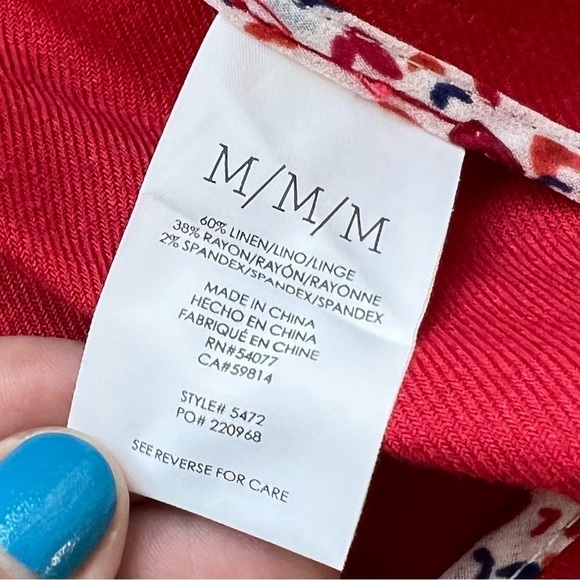 M/M/M
60% LINEN/LINO/LINGE
38% RAYON/RAYÓN/RAYONNE
2% SPANDEX/SPANDEX/SPANDEX
MADE IN CHINA
HECHO EN CHINA
FABRIQUÉ EN CHINE
RN#54077
CA#59814
STYLE# 5472
PO# 220968
SEE REVERSE FOR CARE